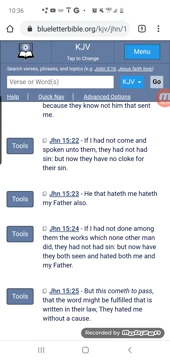 10:36
blueletterbible.org/kjv/jhn/1
KJV
Tap to Change
Menu
Search verses, phrases, and topics (e.g. John 3:16, Jesus faith love)
Verse or Word(s)
KJV
Go
Help Quick Nav Advanced Options
because they know not him that sent
me.
Tools
Jhn 15:22 - If I had not come and
spoken unto them, they had not had
sin: but now they have no cloke for
their sin.
Tools
Jhn 15:23 - He that hateth me hateth
my Father also.
Tools
Jhn 15:24 - If I had not done among
them the works which none other man
did, they had not had sin: but now have
they both seen and hated both me and
my Father.
Tools
Jhn 15:25 - But this cometh to pass,
that the word might be fulfilled that is
written in their law, They hated me
without a cause.
Recorded by